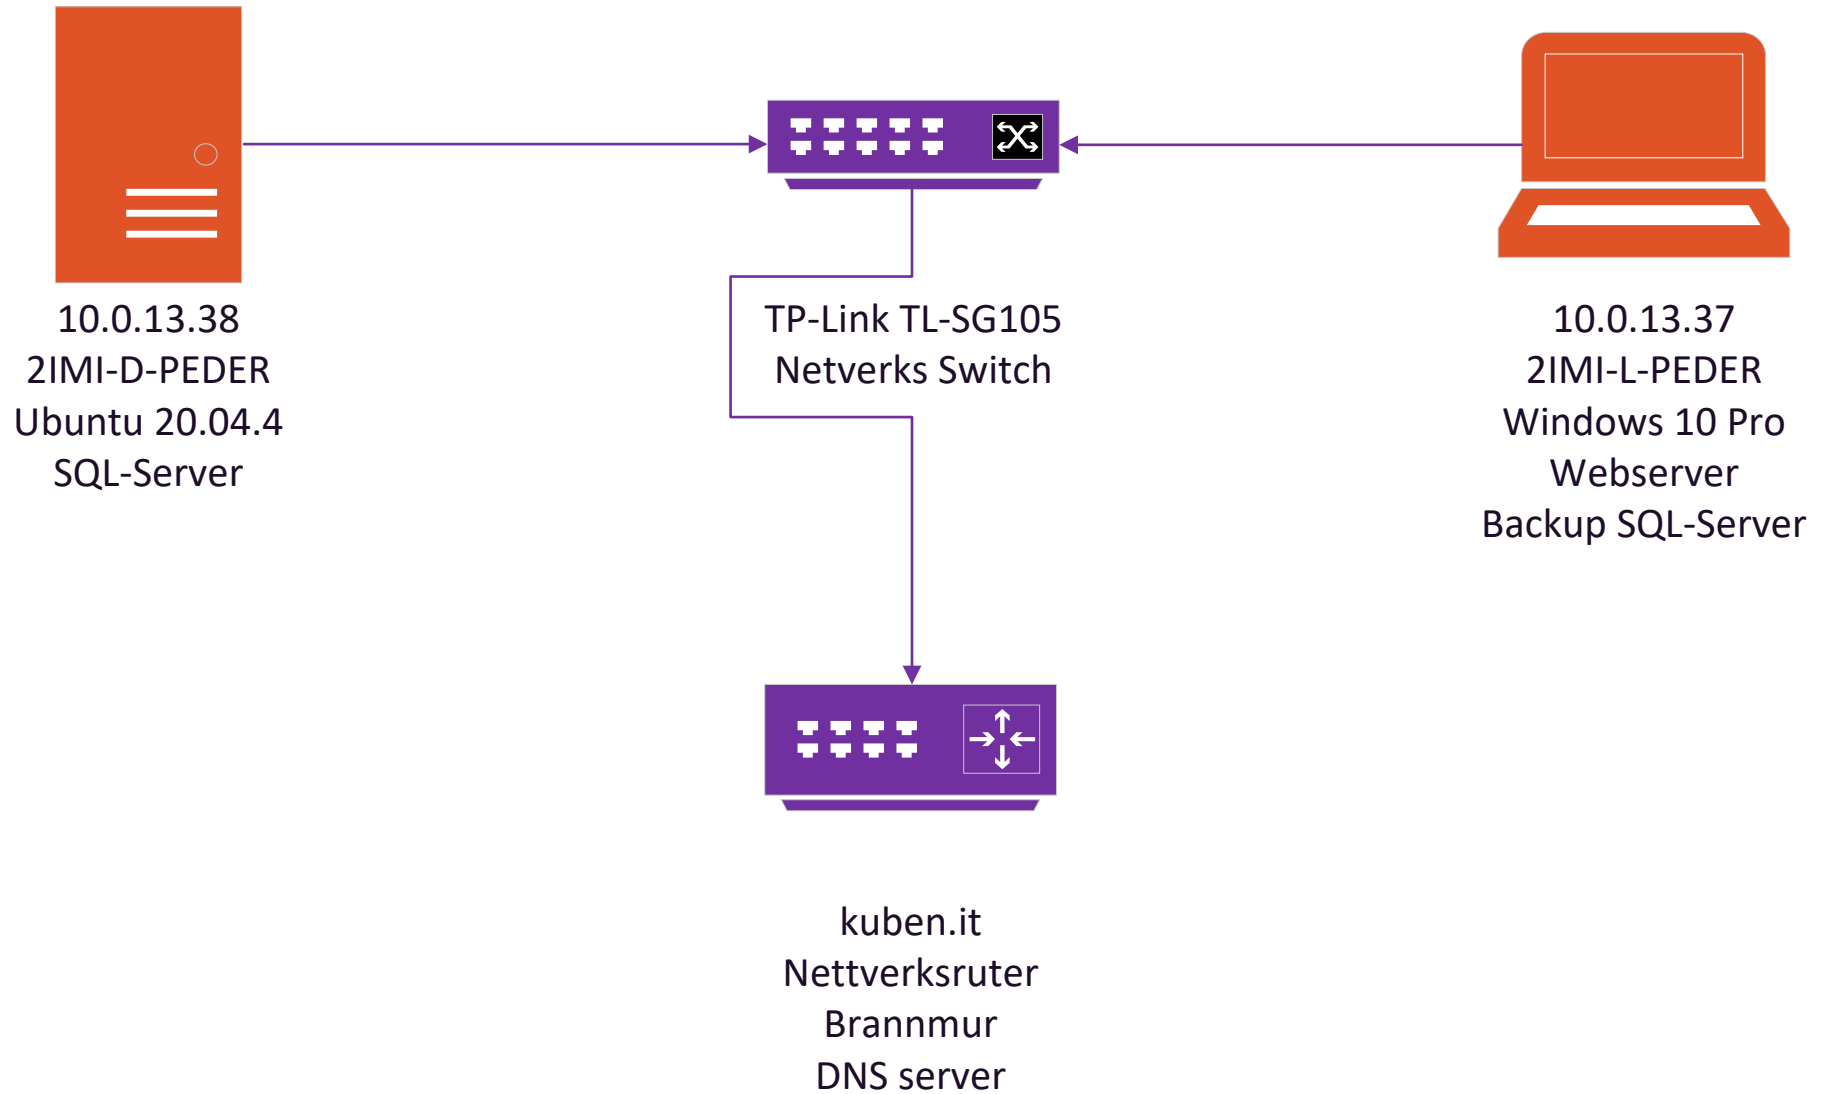 10.0.13.38
2IMI-D-PEDER
Ubuntu 20.04.4
SQL-Server
TP-Link TL-SG105
Netverks Switch
10.0.13.37
2IMI-L-PEDER
Windows 10 Pro
Webserver
Backup SQL-Server
kuben.it
Nettverksruter
Brannmur
DNS server